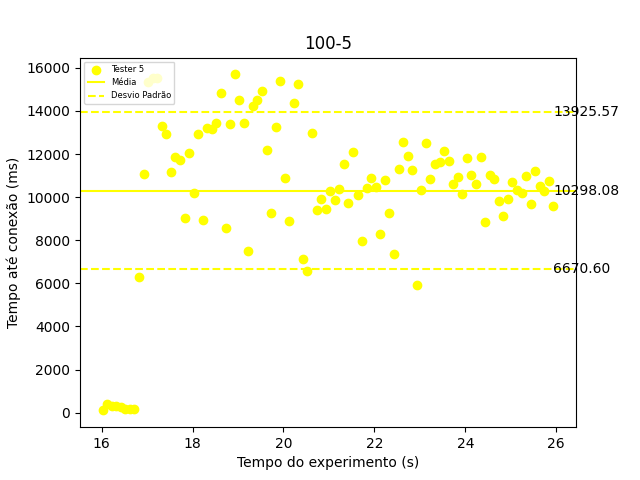 100-5
Tester 5
Média
Desvio Padrão
16000
14000
12000
10000
8000
6000
4000
2000
0
13925.57
10298.08
6670.60
Tempo até conexão (ms)
16 18 20 22 24 26
Tempo do experimento (s)